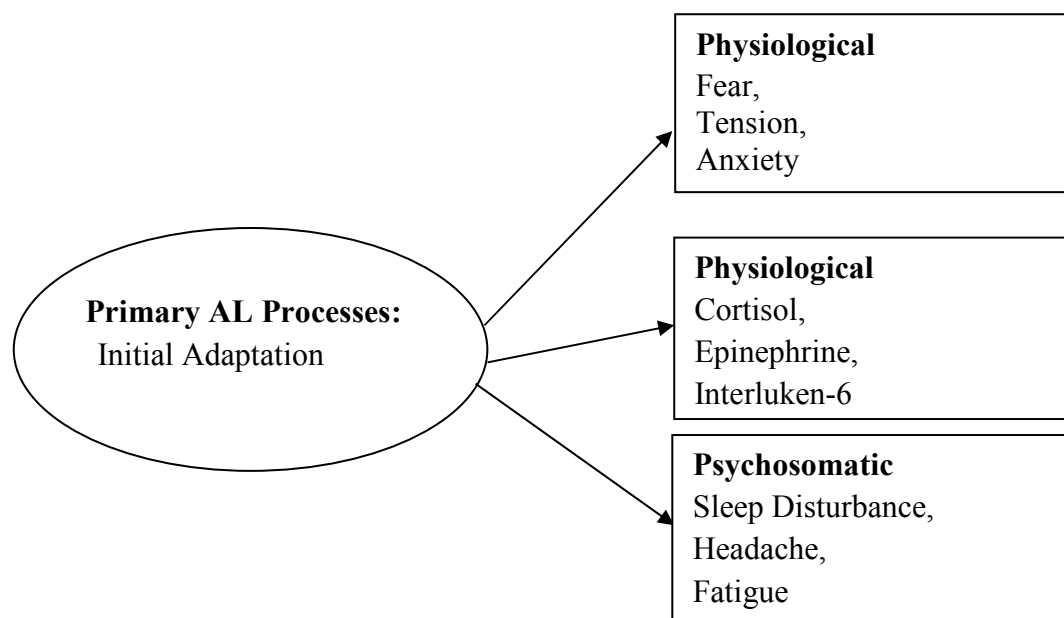 Physiological
Fear,
Tension,
Anxiety
Primary AL Processes:
Initial Adaptation
Physiological
Cortisol,
Epinephrine,
Interluken-6
Psychosomatic
Sleep Disturbance,
Headache,
Fatigue